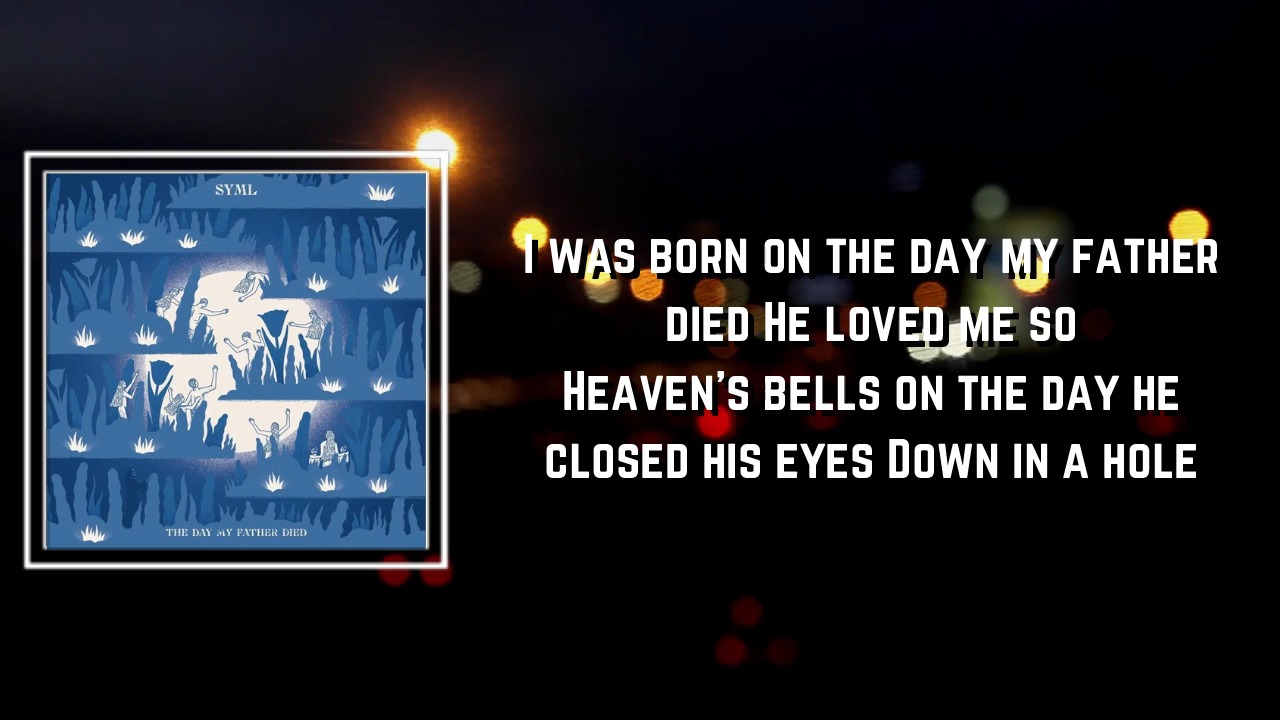 SYML
THE DAY MY FATHER DIED
I WAS BORN ON THE DAY MY FATHER
DIED HE LOVED ME SO
HEAVEN'S BELLS ON THE DAY HE
CLOSED HIS EYES DOWN IN A HOLE